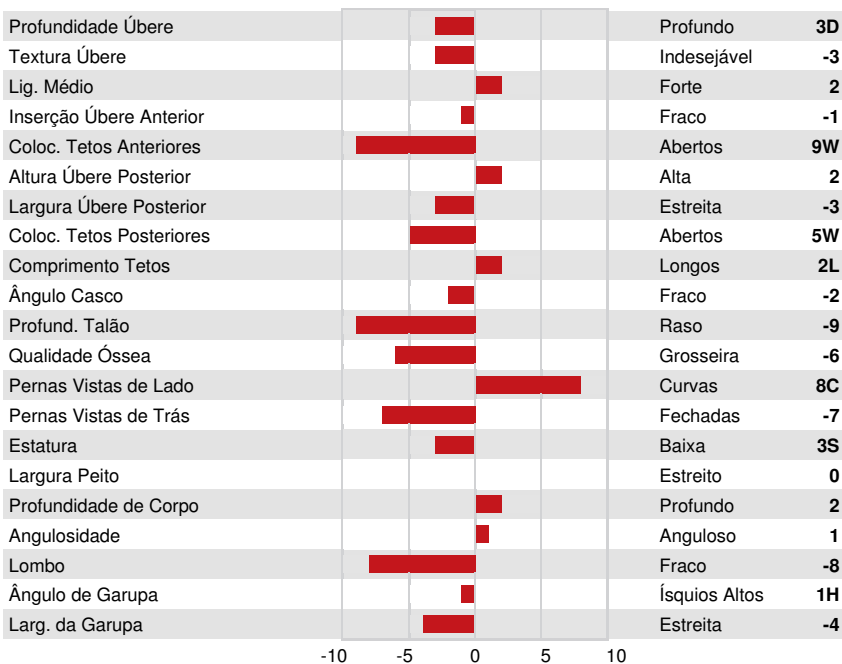 Profundidade Úbere Profundo 3D
Textura Úbere Indesejável -3
Lig. Médio Forte 2
Inserção Úbere Anterior Fraco -1
Coloc. Tetos Anteriores Abertos 9W
Altura Úbere Posterior Alta 2
Largura Úbere Posterior Estreita -3
Coloc. Tetos Posteriores Abertos 5W
Comprimento Tetos Longos 2L
Ângulo Casco Fraco -2
Profund. Talão Raso -9
Qualidade Óssea Grosseira -6
Pernas Vistas de Lado Curvas 8C
Pernas Vistas de Trás Fechadas -7
Estatura Baixa 3S
Largura Peito Estreito 0
Profundidade de Corpo Profundo 2
Angulosidade Anguloso 1
Lombo Fraco -8
Ângulo de Garupa Ísquios Altos 1H
Larg. da Garupa Estreita -4
-10 -5 0 5 10